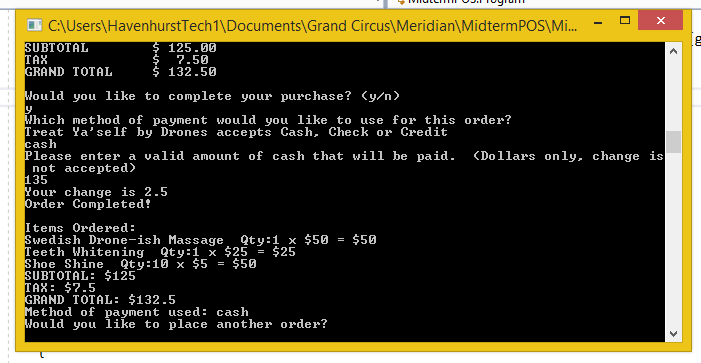 MidtermPOS.Program
C:\Users\HavenhurstTech1\Documents\Grand Circus\Meridian\MidtermPOS\Mi...
SUBTOTAL $ 125.00
TAX $ 7.50
GRAND TOTAL $ 132.50
Would you like to complete your purchase? (y/n)
y
Which method of payment would you like to use for this order?
Treat Ya'self by Drones accepts Cash, Check or Credit
cash
Please enter a valid amount of cash that will be paid. (Dollars only, change is
not accepted)
135
Your change is 2.5
Order Completed!
Items Ordered:
Swedish Drone-ish Massage Qty:1 x $50 = $50
Teeth Whitening Qty:1 x $25 = $25
Shoe Shine Qty:10 x $5 = $50
SUBTOTAL: $125
TAX: $7.5
GRAND TOTAL: $132.5
Method of payment used: cash
Would you like to place another order?